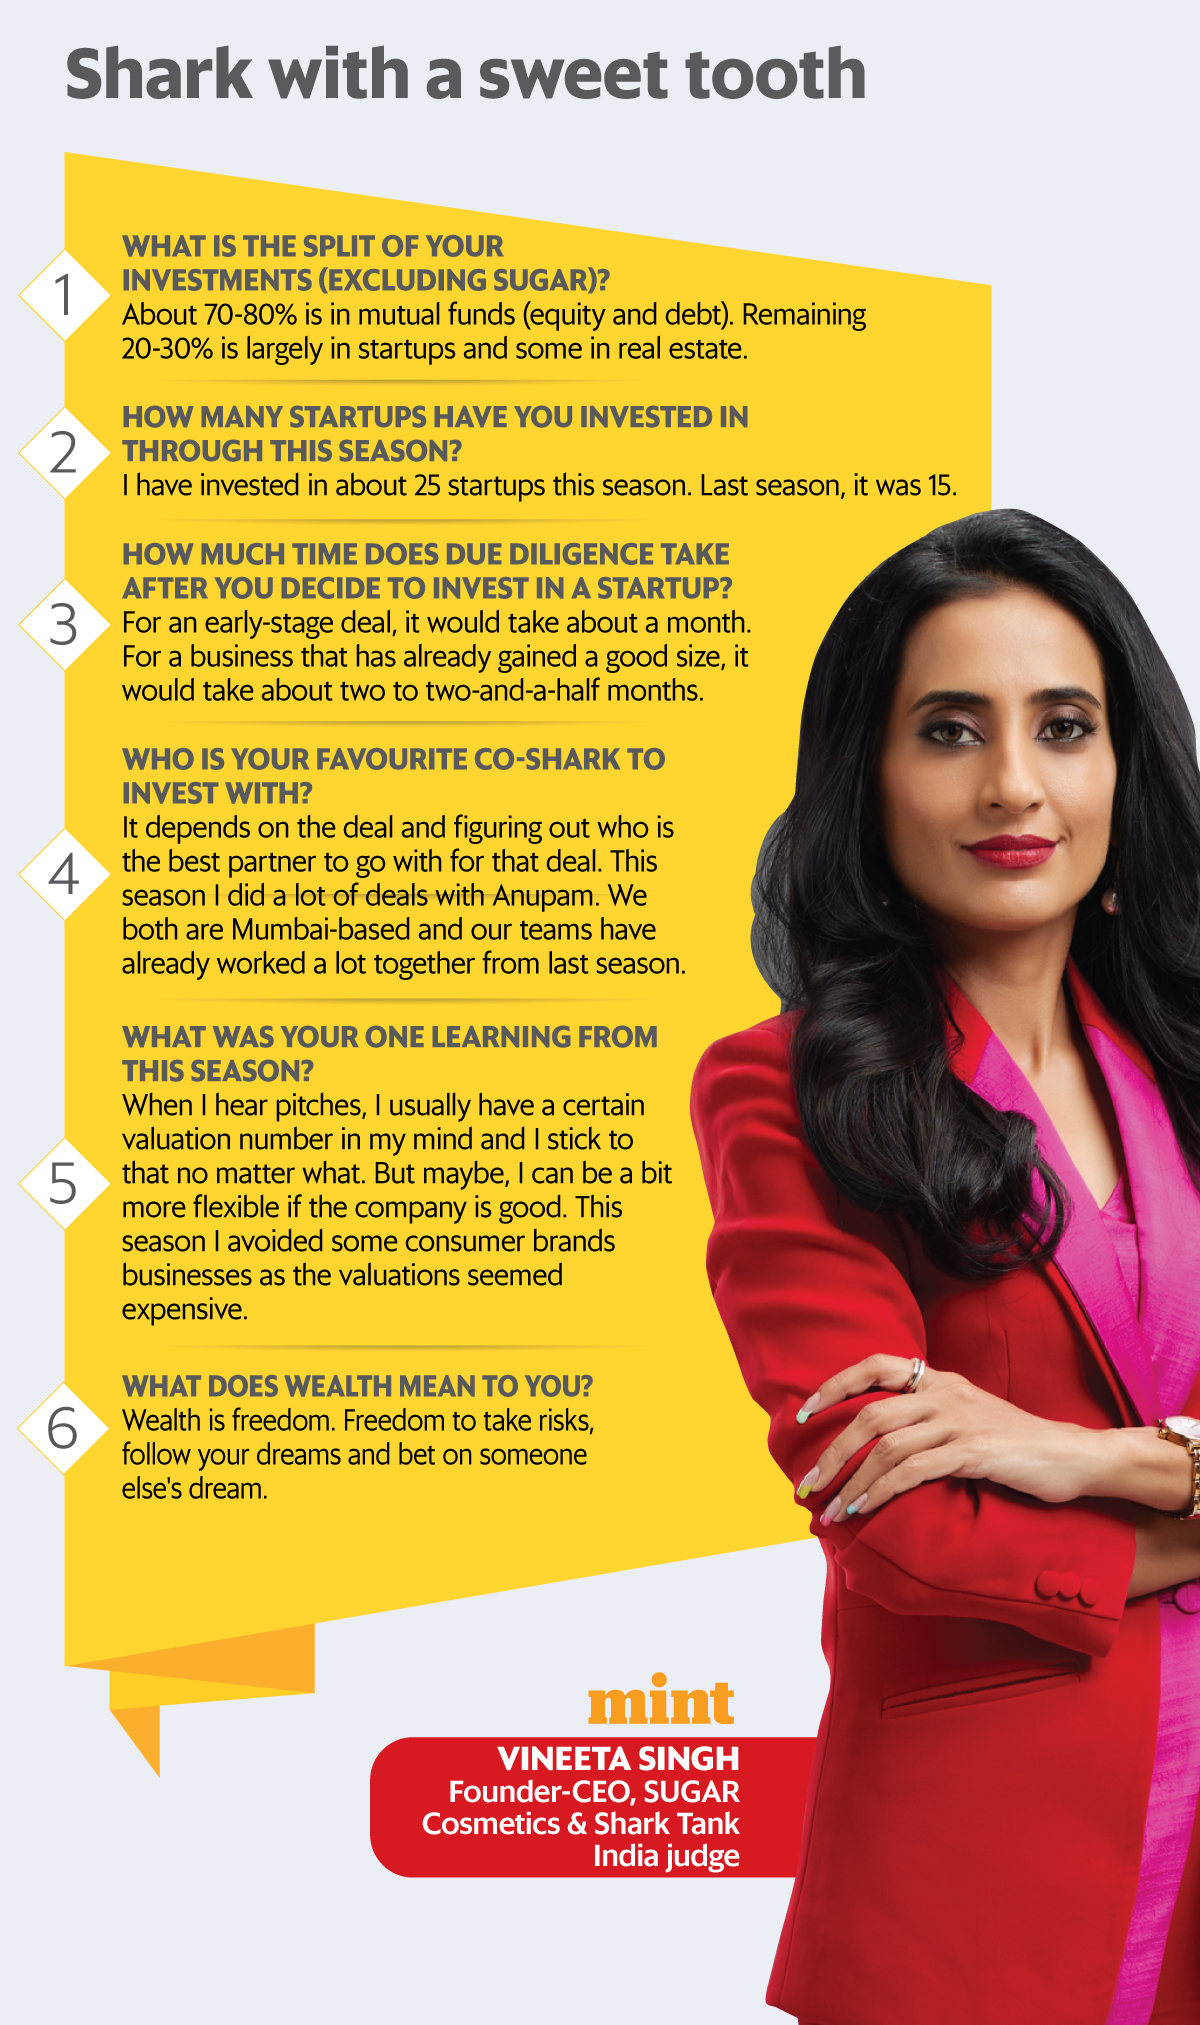 Shark with a sweet tooth
1
WHAT IS THE SPLIT OF YOUR
INVESTMENTS (EXCLUDING SUGAR)?
About 70-80% is in mutual funds (equity and debt). Remaining
20-30% is largely in startups and some in real estate.
2
HOW MANY STARTUPS HAVE YOU INVESTED IN
THROUGH THIS SEASON?
I have invested in about 25 startups this season. Last season, it was 15.
3
HOW MUCH TIME DOES DUE DILIGENCE TAKE
AFTER YOU DECIDE TO INVEST IN A STARTUP?
For an early-stage deal, it would take about a month.
For a business that has already gained a good size, it
would take about two to two-and-a-half months.
4
WHO IS YOUR FAVOURITE CO-SHARK TO
INVEST WITH?
It depends on the deal and figuring out who is
the best partner to go with for that deal. This
season I did a lot of deals with Anupam. We
both are Mumbai-based and our teams have
already worked a lot together from last season.
5
WHAT WAS YOUR ONE LEARNING FROM
THIS SEASON?
When I hear pitches, I usually have a certain
valuation number in my mind and I stick to
that no matter what. But maybe, I can be a bit
more flexible if the company is good. This
season I avoided some consumer brands
businesses as the valuations seemed
expensive.
6
WHAT DOES WEALTH MEAN TO YOU?
Wealth is freedom. Freedom to take risks,
follow your dreams and bet on someone
else's dream.
mint
VINEETA SINGH
Founder-CEO, SUGAR
Cosmetics & Shark Tank
India judge